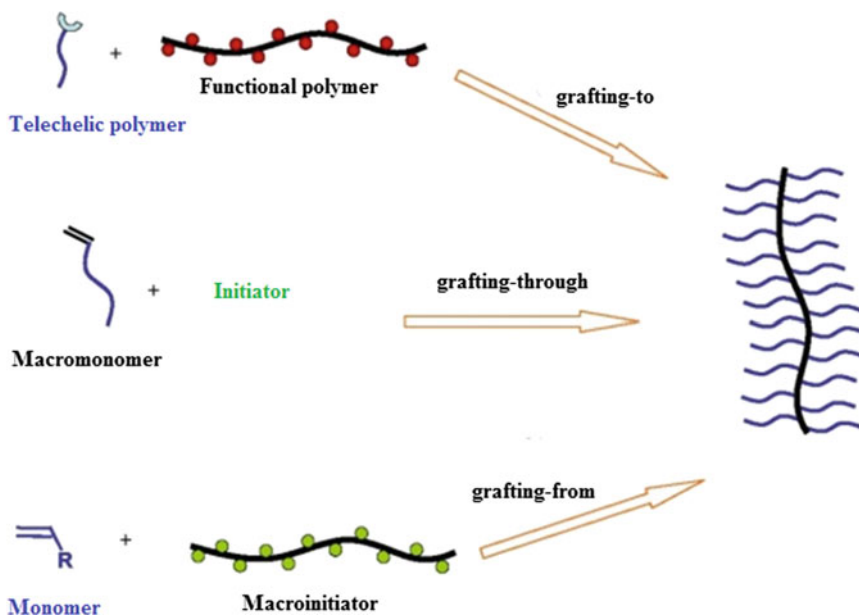 +
Functional polymer
Telechelic polymer
grafting-to
+
Initiator
Macromonomer
grafting-through
R
+
Monomer
Macroinitiator
grafting-from